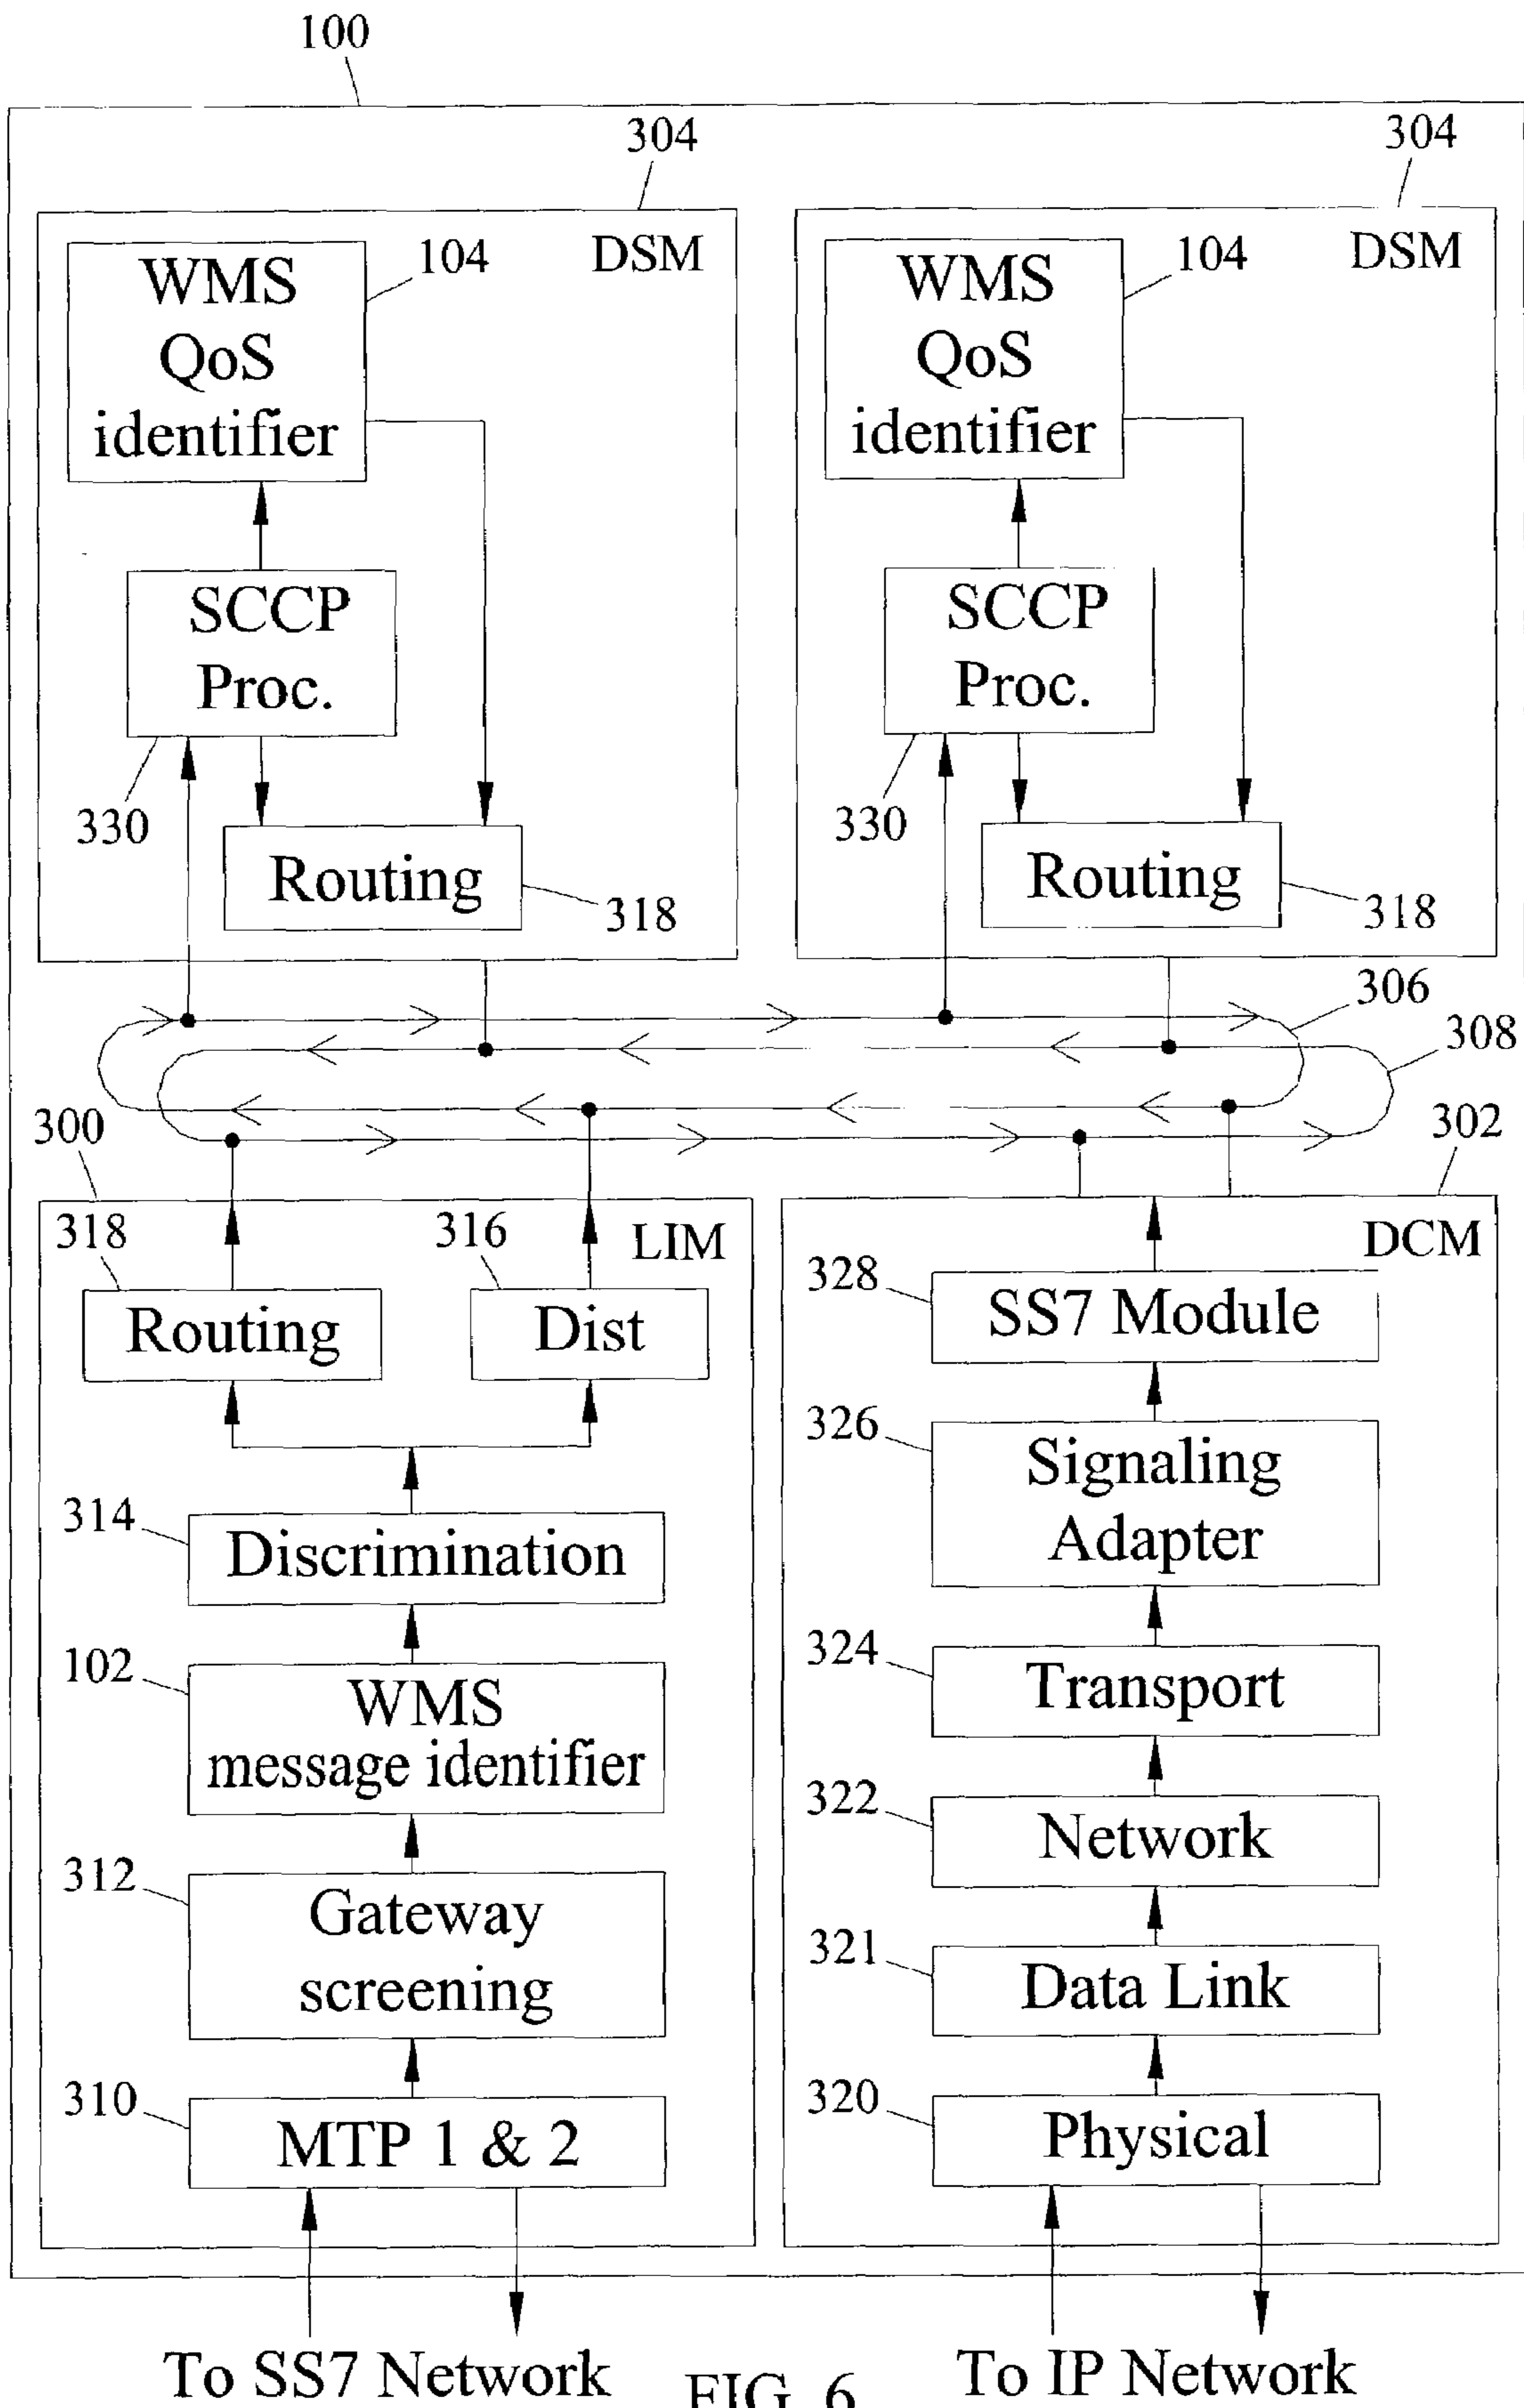 100
304
304
WMS
QoS
identifier
104
DSM
SCCP
Proc.
330
Routing
318
WMS
QoS
identifier
104
DSM
SCCP
Proc.
330
Routing
318
306
308
300
302
LIM
318
Routing
316
Dist
314
Discrimination
102
WMS
message identifier
312
Gateway
screening
310
MTP 1 & 2
To SS7 Network
DCM
328
SS7 Module
326
Signaling
Adapter
324
Transport
322
Network
321
Data Link
320
Physical
To IP Network
FIG. 6